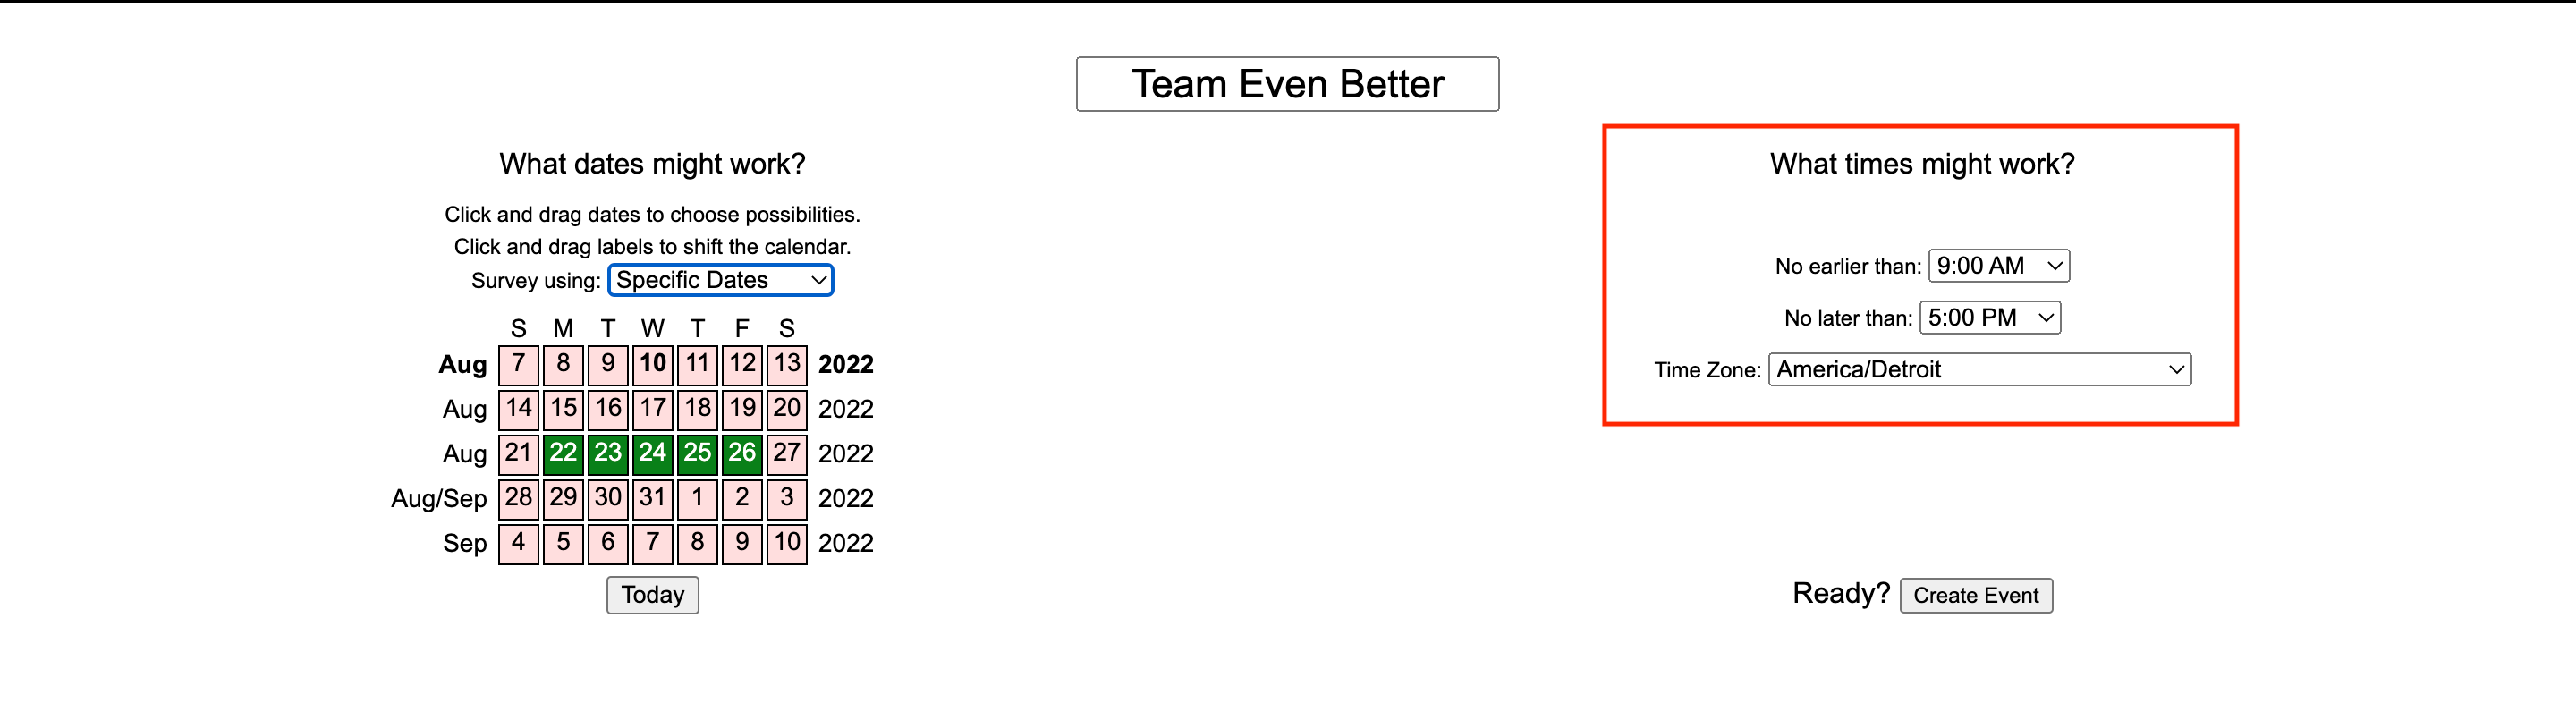 Team Even Better
What dates might work?
Click and drag dates to choose possibilities.
Click and drag labels to shift the calendar.
Survey using: Specific Dates
S M T W T F S
Aug 7 8 9 10 11 12 13 2022
Aug 14 15 16 17 18 19 20 2022
Aug 21 22 23 24 25 26 27 2022
Aug/Sep 28 29 30 31 1 2 3 2022
Sep 4 5 6 7 8 9 10 2022
Today
What times might work?
No earlier than: 9:00 AM
No later than: 5:00 PM
Time Zone: America/Detroit
Ready? Create Event